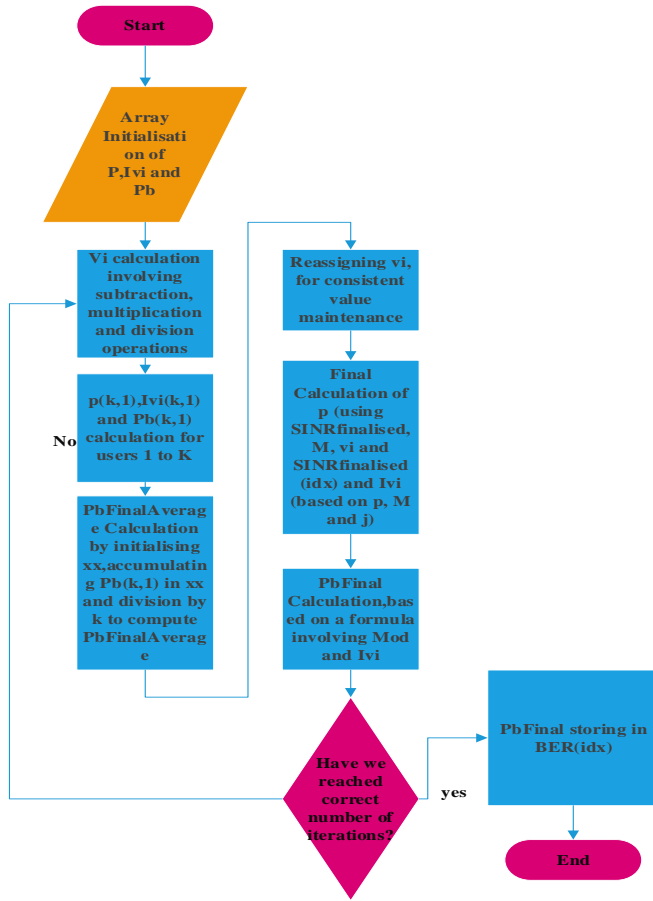 Start
Array
Initialisati
on of
P,Ivi and
Pb
Vi calculation
involving
subtraction,
multiplication
and division
operations
p(k,1),Ivi(k,1)
and Pb(k,1)
calculation for
users 1 to K
No
PbFinalAverag
e Calculation
by initialising
xx,accumulatin
g Pb(k,1) in xx
and division by
k to compute
PbFinalAverag
e
Reassigning vi,
for consistent
value
maintenance
Final
Calculation of
p (using
SINRfinalised,
M, vi and
SINRfinalised
(idx) and Ivi
(based on p, M
and j)
PbFinal
Calculation,bas
ed on a formula
involving Mod
and Ivi
Have we
reached
correct
number of
iterations?
yes
PbFinal storing in
BER(idx)
End